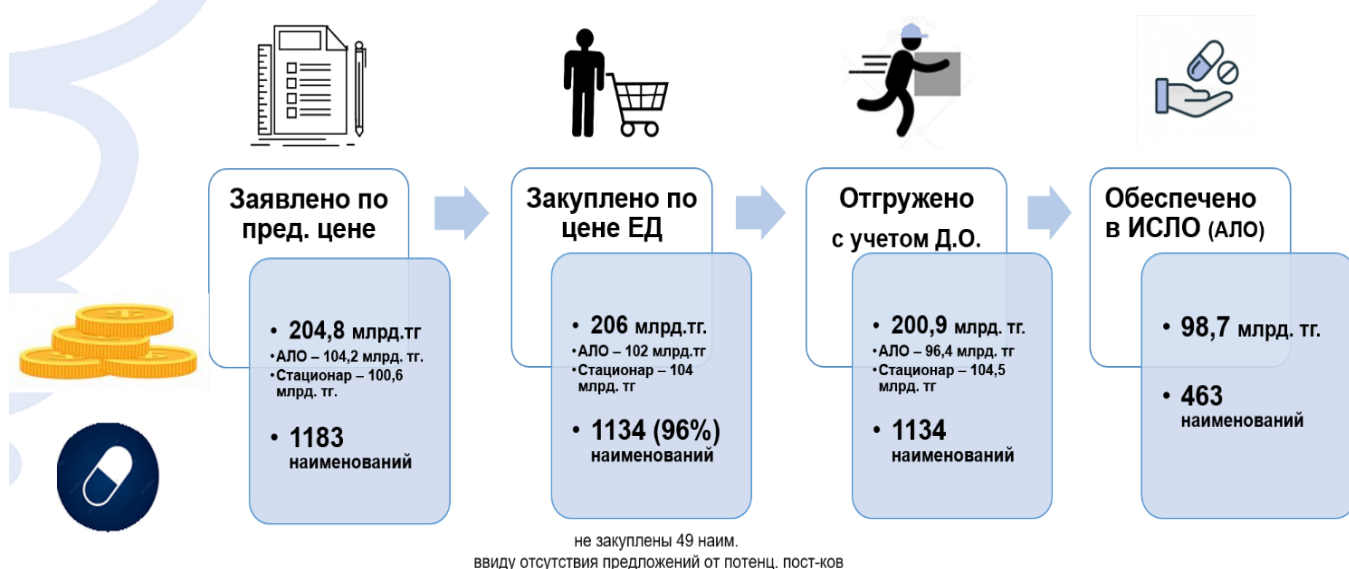 Заявлено по
пред. цене
• 204,8 млрд.тг
•АЛО – 104,2 млрд. тг.
•Стационар – 100,6
млрд. тг.
• 1183
наименований
Закуплено по
цене ЕД
• 206 млрд.тг.
•АЛО – 102 млрд.тг
•Стационар – 104
млрд. тг
• 1134 (96%)
наименований
Отгружено
с учетом Д.О.
• 200,9 млрд. тг.
•АЛО – 96,4 млрд. тг
•Стационар – 104,5
млрд. тг
• 1134
наименований
Обеспечено
в ИСЛО (АЛО)
• 98,7 млрд. тг.
• 463
наименований
не закуплены 49 наим.
ввиду отсутствия предложений от потенц. пост-ков